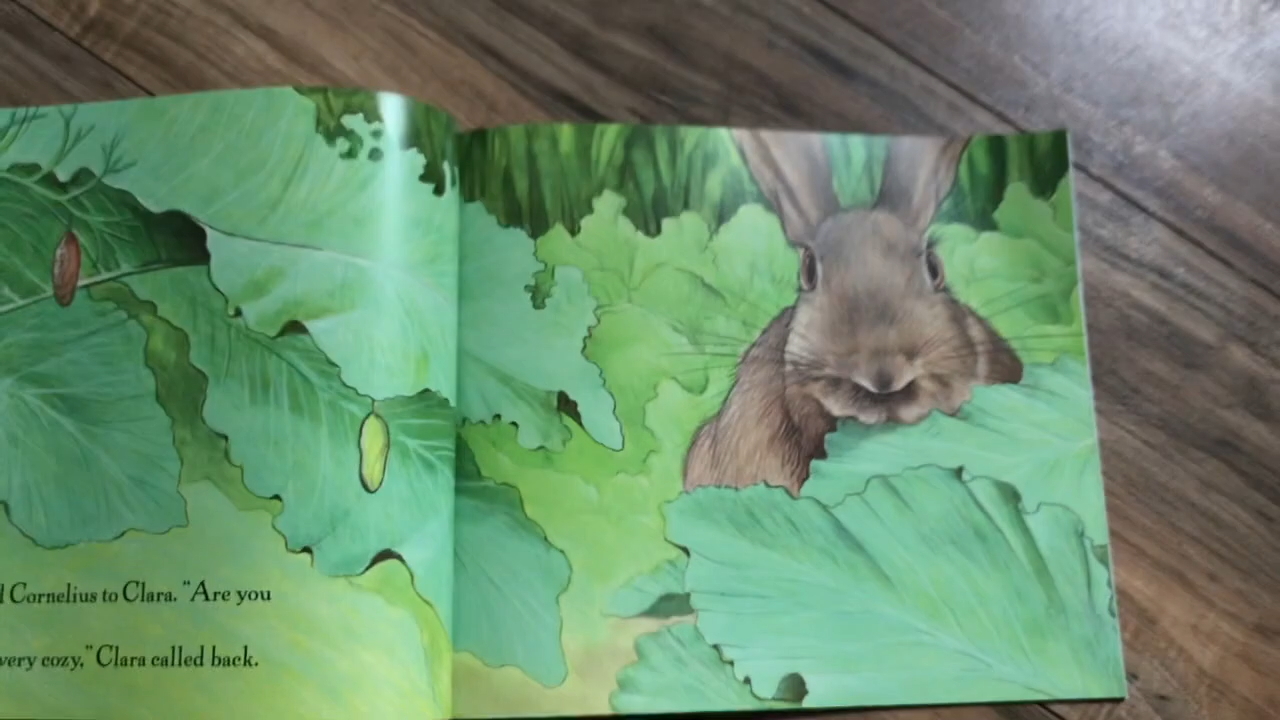 Cornelius to Clara. “Are you
very cozy,” Clara called back.